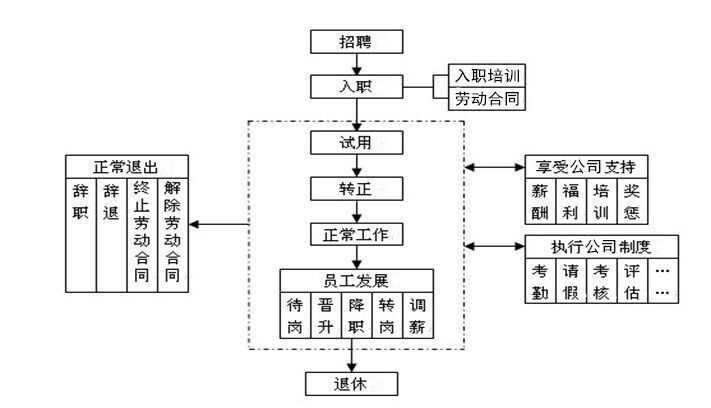 招聘
入职
入职培训
劳动合同
试用
转正
正常工作
员工发展
待岗
晋升
降职
转岗
调薪
退休
正常退出
辞职
辞退
终止劳动合同
解除劳动合同
享受公司支持
薪酬
福利
培训
奖惩
执行公司制度
考勤
请假
考核
评估
……